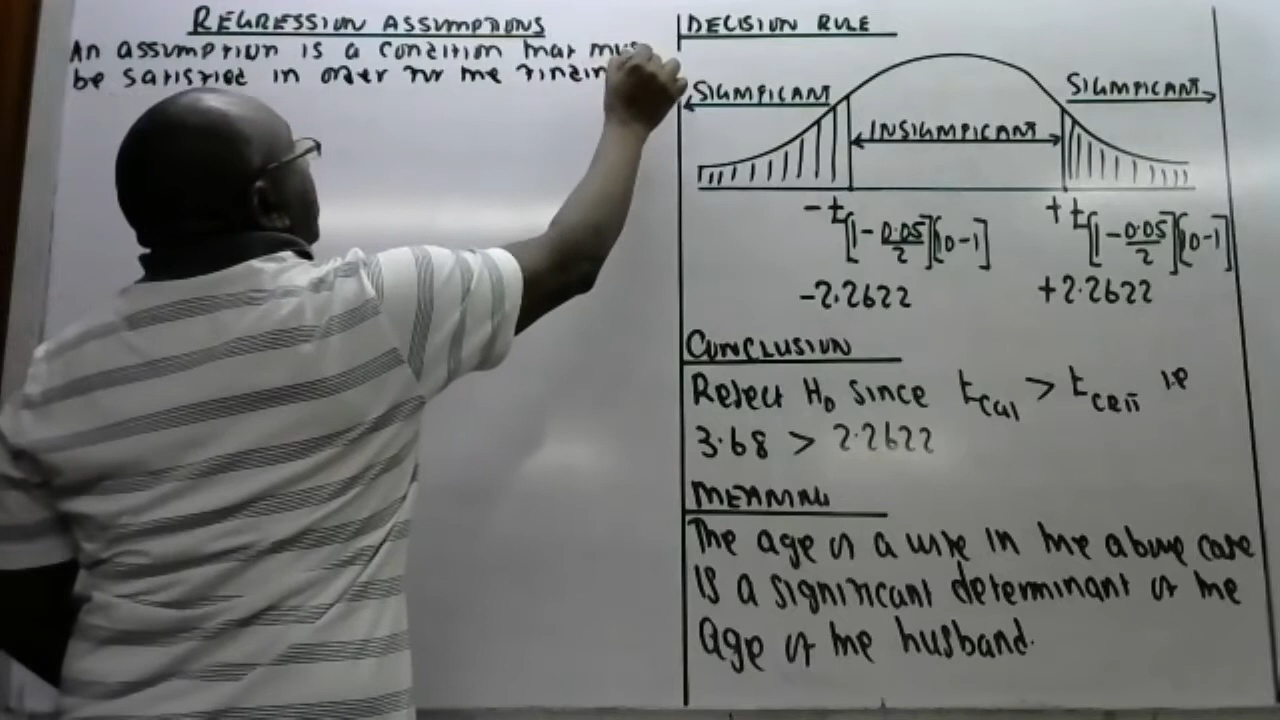 REGRESSION ASSUMPTIONS
An assumption is a condition that mus
be satisfied in order for the findin
DECISION RULE
SIGNIFICANT
SIGNIFICANT
INSIGNIFICANT
-t[1-0.05/2][10-1]
+t[1-0.05/2][10-1]
-2.2622
+2.2622
CONCLUSION
Reject H0 since tcal > tcrit i.e
3.68 > 2.2622
MEANING
The age of a wife in the above case
is a significant determinant of the
age of the husband.